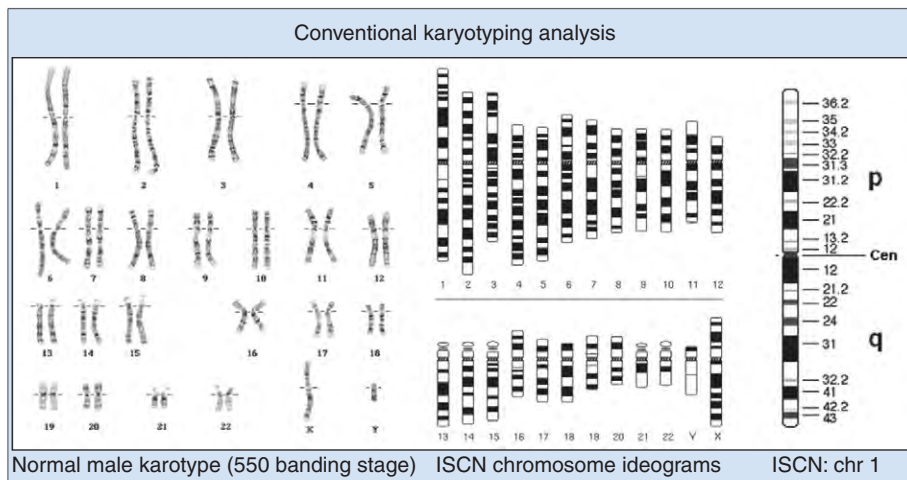 Conventional karyotyping analysis
1 2 3 4 5
6 7 8 9 10 11 12
13 14 15 16 17 18
19 20 21 22 X Y
1 2 3 4 5 6 7 8 9 10 11 12
13 14 15 16 17 18 19 20 21 22 Y X
36.2
35
34.2
33
32.2
31.3
31.2
p
22.2
21
13.2
12
Cen
12
21.2
22
24
31
q
32.2
41
42.2
43
Normal male karotype (550 banding stage) ISCN chromosome ideograms ISCN: chr 1